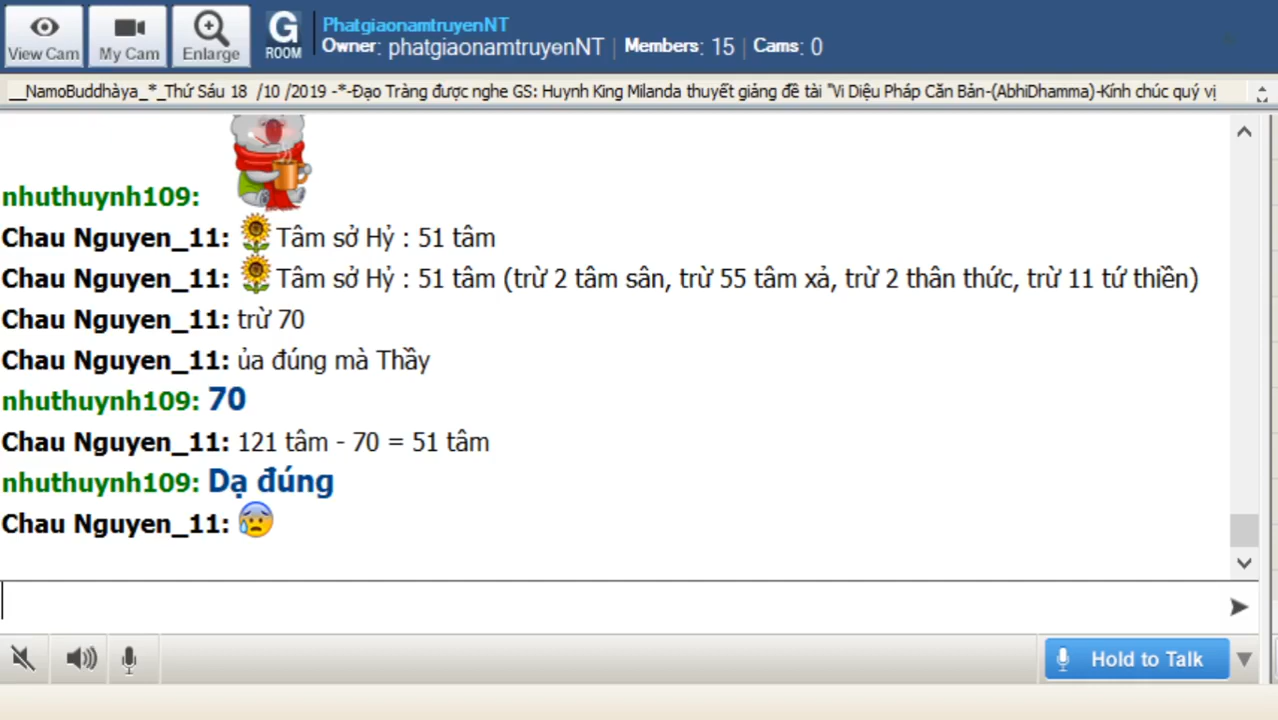 View Cam
My Cam
Enlarge
G ROOM
PhatgiaonamtruyenNT
Owner: phatgiaonamtruyenNT | Members: 15 | Cams: 0
__NamoBuddhàya_*_Thứ Sáu 18 /10 /2019 -*-Đạo Tràng được nghe GS: Huynh King Milanda thuyết giảng đề tài "Vi Diệu Pháp Căn Bản-(AbhiDhamma)-Kính chúc quý vị
nhuthuynh109:
Chau Nguyen_11: Tâm sở Hỷ : 51 tâm
Chau Nguyen_11: Tâm sở Hỷ : 51 tâm (trừ 2 tâm sân, trừ 55 tâm xả, trừ 2 thân thức, trừ 11 tứ thiền)
Chau Nguyen_11: trừ 70
Chau Nguyen_11: ủa đúng mà Thầy
nhuthuynh109: 70
Chau Nguyen_11: 121 tâm - 70 = 51 tâm
nhuthuynh109: Dạ đúng
Chau Nguyen_11:
Hold to Talk